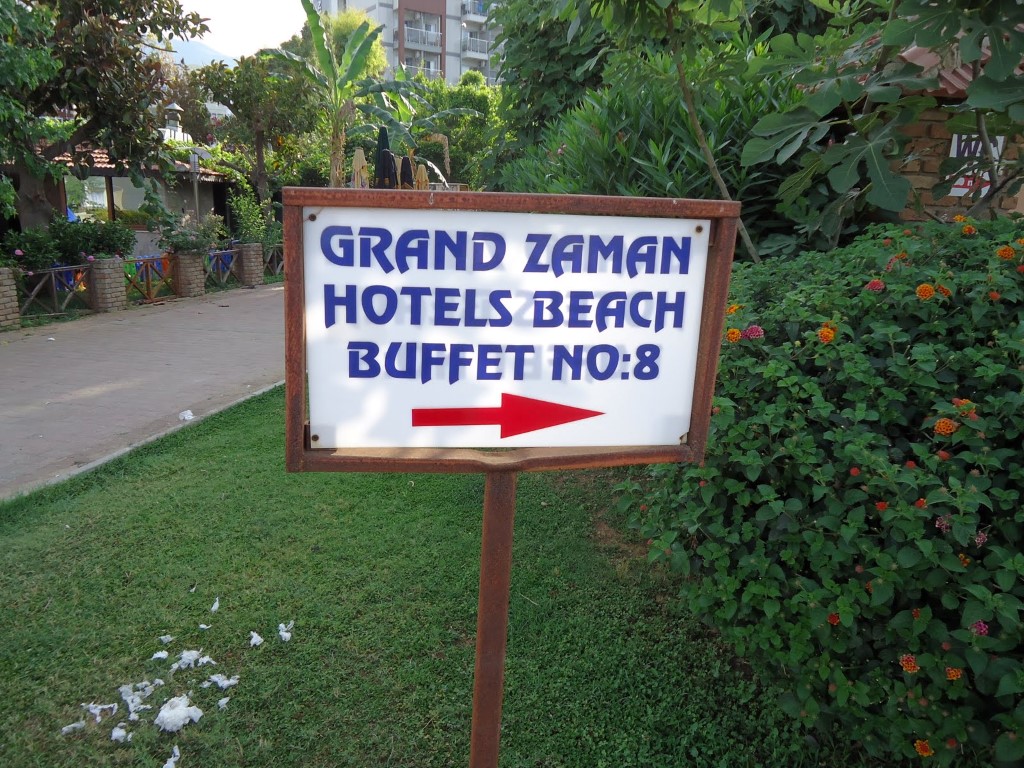 GRAND ZAMAN
HOTELS BEACH
BUFFET NO:8